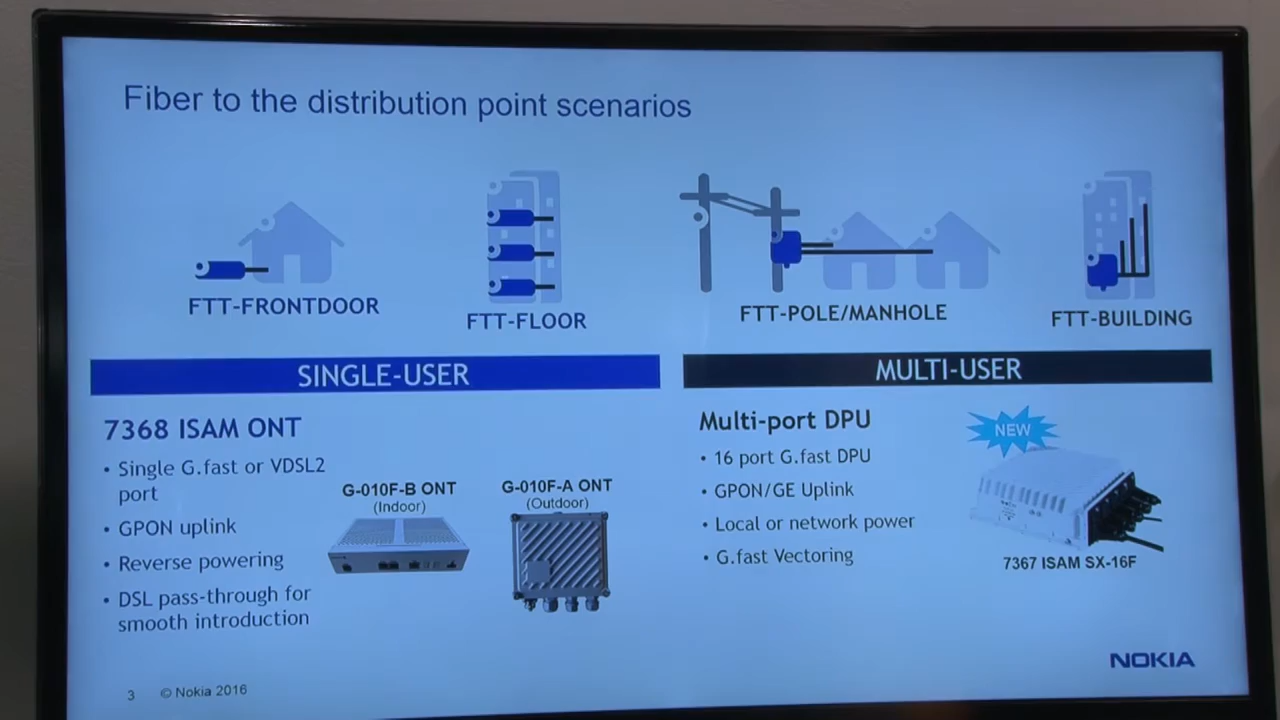 Fiber to the distribution point scenarios
FTT-FRONTDOOR
FTT-FLOOR
FTT-POLE/MANHOLE
FTT-BUILDING
SINGLE-USER
MULTI-USER
7368 ISAM ONT
• Single G.fast or VDSL2
port
• GPON uplink
• Reverse powering
• DSL pass-through for
smooth introduction
G-010F-B ONT
(Indoor)
G-010F-A ONT
(Outdoor)
Multi-port DPU
• 16 port G.fast DPU
• GPON/GE Uplink
• Local or network power
• G.fast Vectoring
NEW
7367 ISAM SX-16F
NOKIA
3 © Nokia 2016